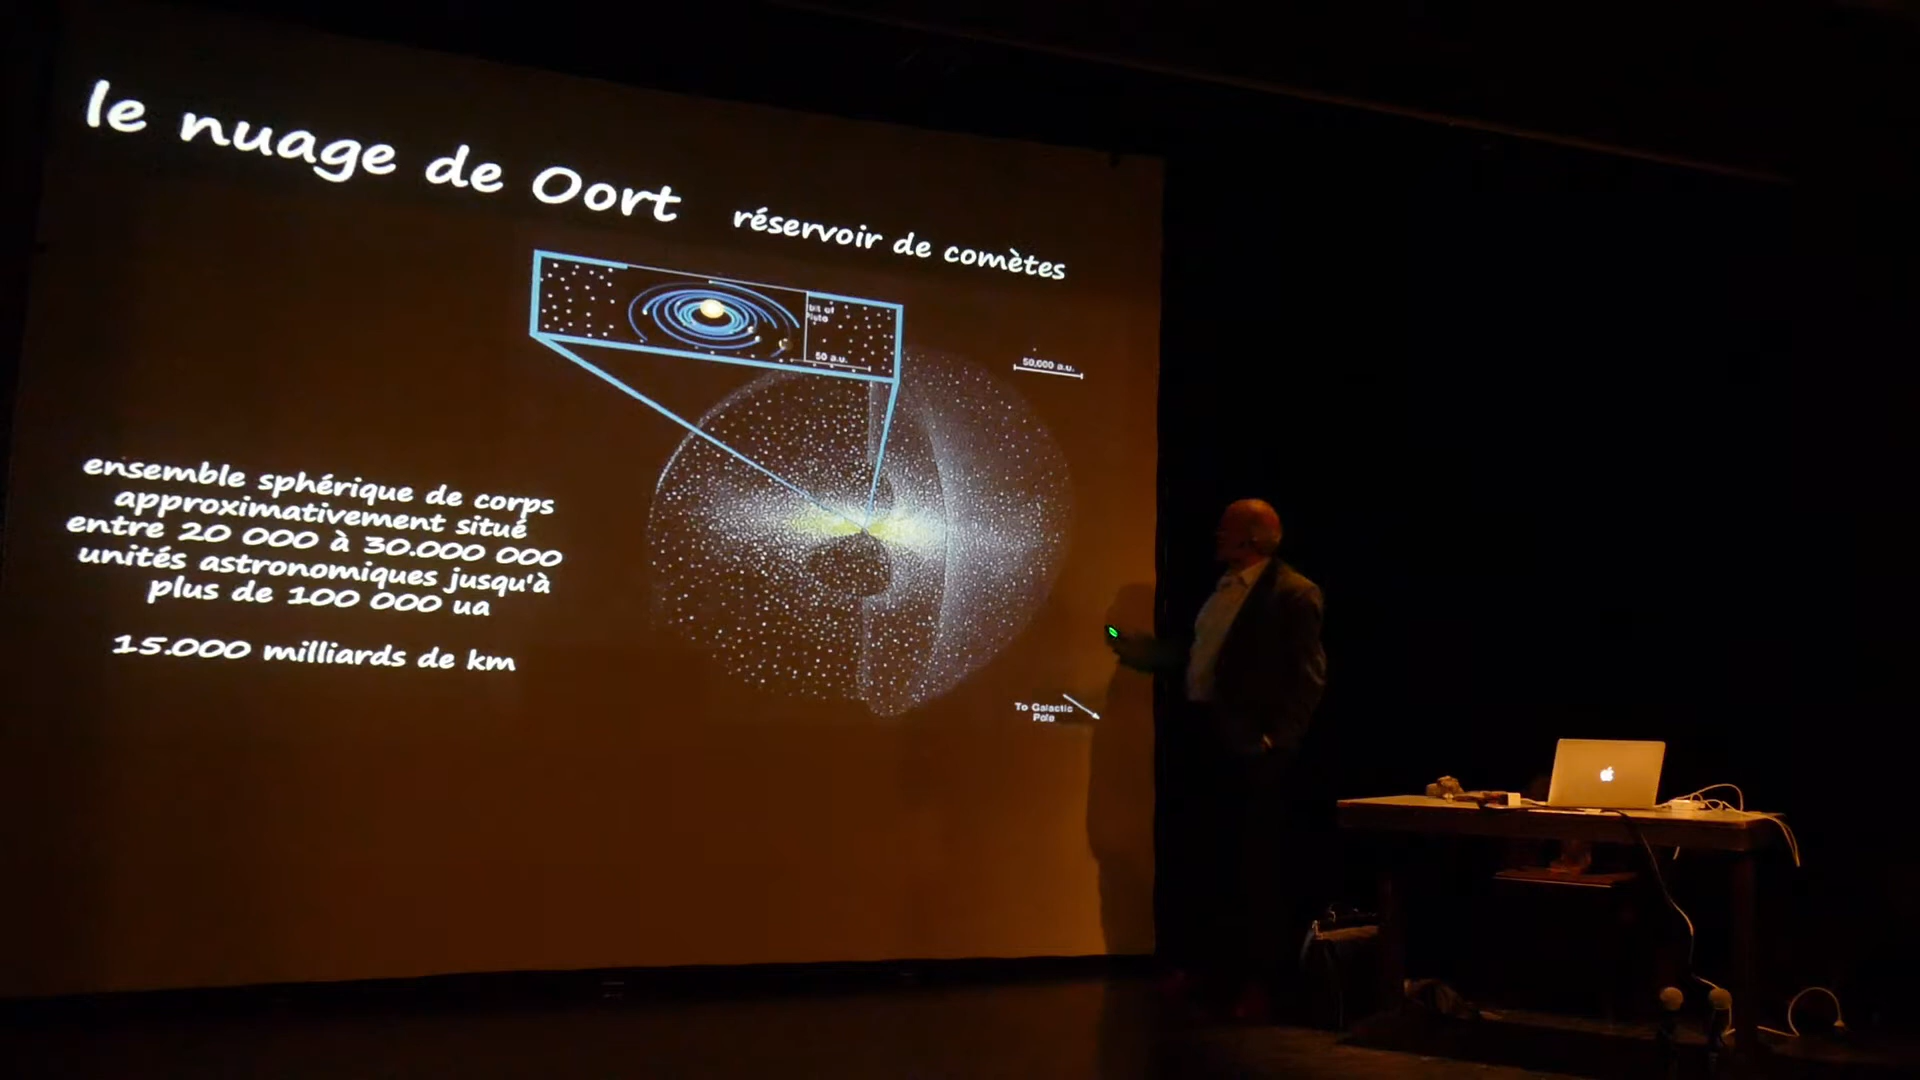 le nuage de Oort
réservoir de comètes
50 a.u.
50,000 a.u.
ensemble sphérique de corps
approximativement situé
entre 20 000 à 30.000 000
unités astronomiques jusqu'à
plus de 100 000 ua
15.000 milliards de km
To Galactic
Pole